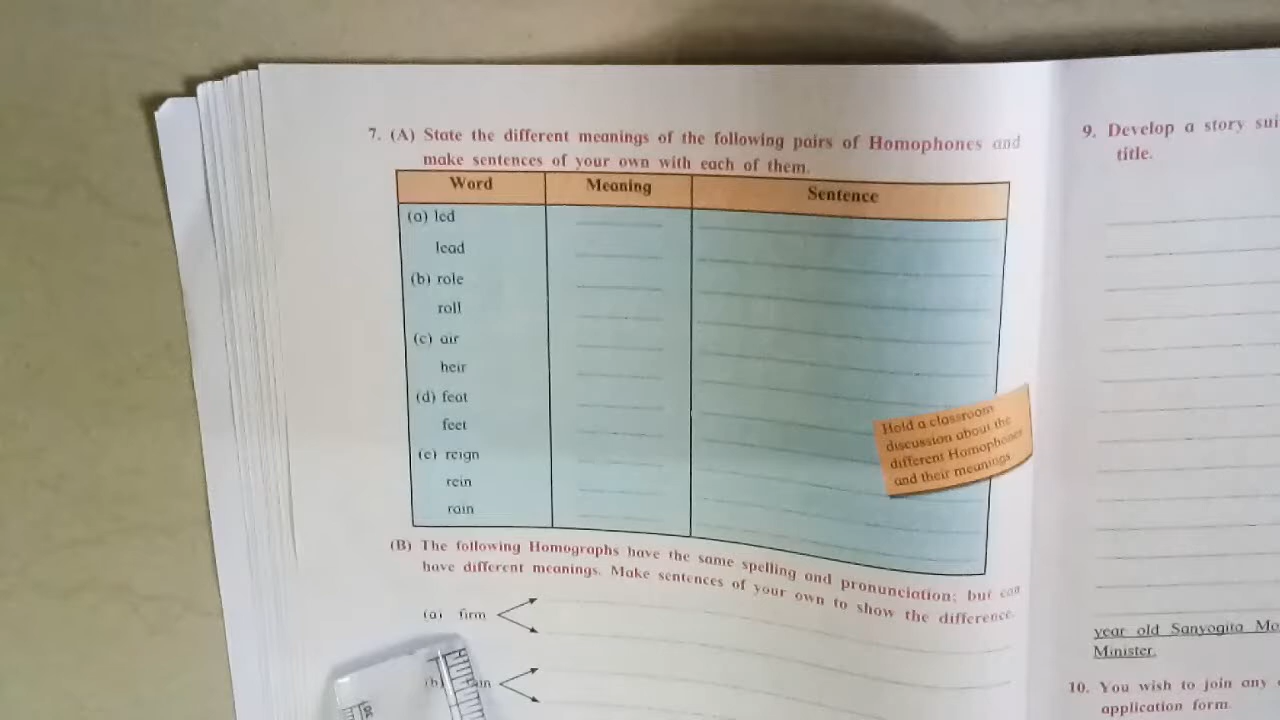 7. (A) State the different meanings of the following pairs of Homophones and
make sentences of your own with each of them.
Word Meaning Sentence
(a) led
lead
(b) role
roll
(c) air
heir
(d) feat
feet
(e) reign
rein
rain
Hold a classroom
discussion about the
different Homophones
and their meanings
(B) The following Homographs have the same spelling and pronunciation; but can
have different meanings. Make sentences of your own to show the difference.
(a) firm
(b)
9. Develop a story
title.
year old Sanyogita
Minister.
10. You wish to join any
application form.